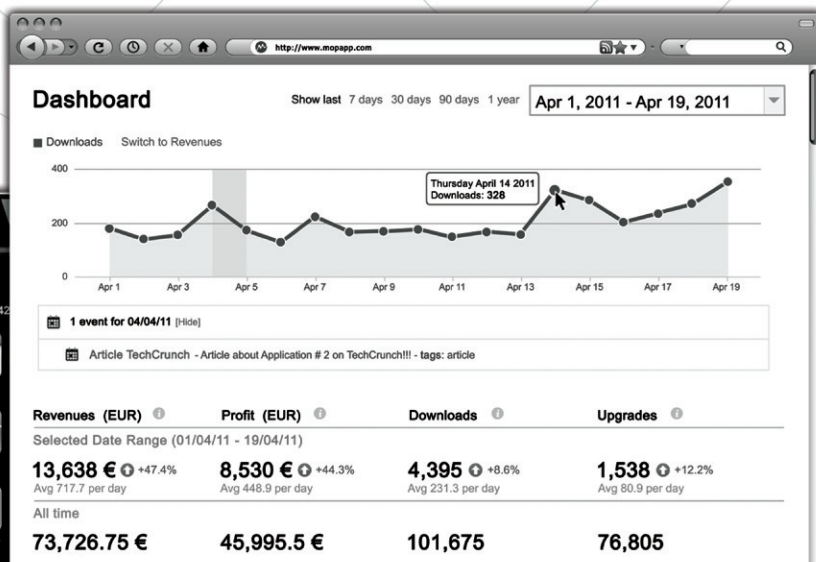 http://www.mopapp.com
Dashboard
Show last 7 days 30 days 90 days 1 year
Apr 1, 2011 - Apr 19, 2011
Downloads Switch to Revenues
400
Thursday April 14 2011
Downloads: 328
200
0
Apr 1 Apr 3 Apr 5 Apr 7 Apr 9 Apr 11 Apr 13 Apr 15 Apr 17 Apr 19
42
1 event for 04/04/11 [Hide]
Article TechCrunch - Article about Application # 2 on TechCrunch!!! - tags: article
Revenues (EUR) Profit (EUR) Downloads Upgrades
Selected Date Range (01/04/11 - 19/04/11)
13,638 € +47.4% 8,530 € +44.3% 4,395 +8.6% 1,538 +12.2%
Avg 717.7 per day Avg 448.9 per day Avg 231.3 per day Avg 80.9 per day
All time
73,726.75 € 45,995.5 € 101,675 76,805